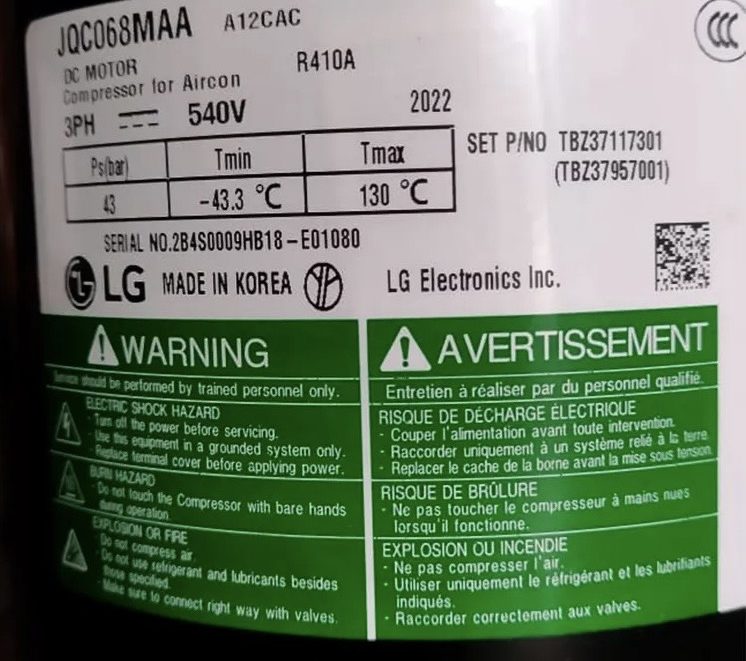 JQC068MAA A12CAC
DC MOTOR R410A
Compressor for Aircon
3PH 540V 2022
Ps(bar) Tmin Tmax
43 -43.3 °C 130 °C
SET P/NO TBZ37117301
(TBZ37957001)
SERIAL NO.2B4S0009HB18-E01080
LG MADE IN KOREA LG Electronics Inc.
WARNING
Service should be performed by trained personnel only.
ELECTRIC SHOCK HAZARD
· Turn off the power before servicing.
· Use this equipment in a grounded system only.
· Replace terminal cover before applying power.
BURN HAZARD
· Do not touch the Compressor with bare hands
during operation.
EXPLOSION OR FIRE
· Do not compress air.
· Do not use refrigerant and lubricants besides
those specified.
· Make sure to connect right way with valves.
AVERTISSEMENT
Entretien à réaliser par du personnel qualifié.
RISQUE DE DÉCHARGE ÉLECTRIQUE
· Couper l'alimentation avant toute intervention.
· Raccorder uniquement à un système relié à la terre.
· Replacer le cache de la borne avant la mise sous tension.
RISQUE DE BRÛLURE
· Ne pas toucher le compresseur à mains nues
lorsqu'il fonctionne.
EXPLOSION OU INCENDIE
· Ne pas compresser l'air.
· Utiliser uniquement le réfrigérant et les lubrifiants
indiqués.
· Raccorder correctement aux valves.